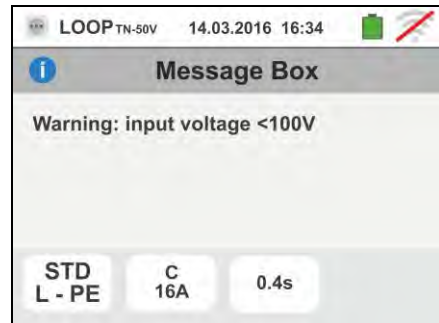 LOOP TN-50V 14.03.2016 16:34
Message Box
Warning: input voltage <100V
STD C 0.4s
L - PE 16A